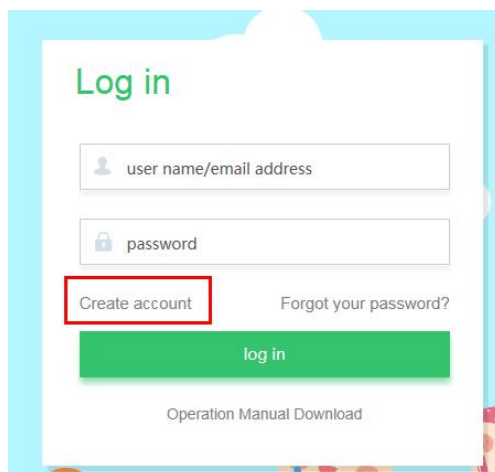 Log in
user name/email address
password
Create account Forgot your password?
log in
Operation Manual Download